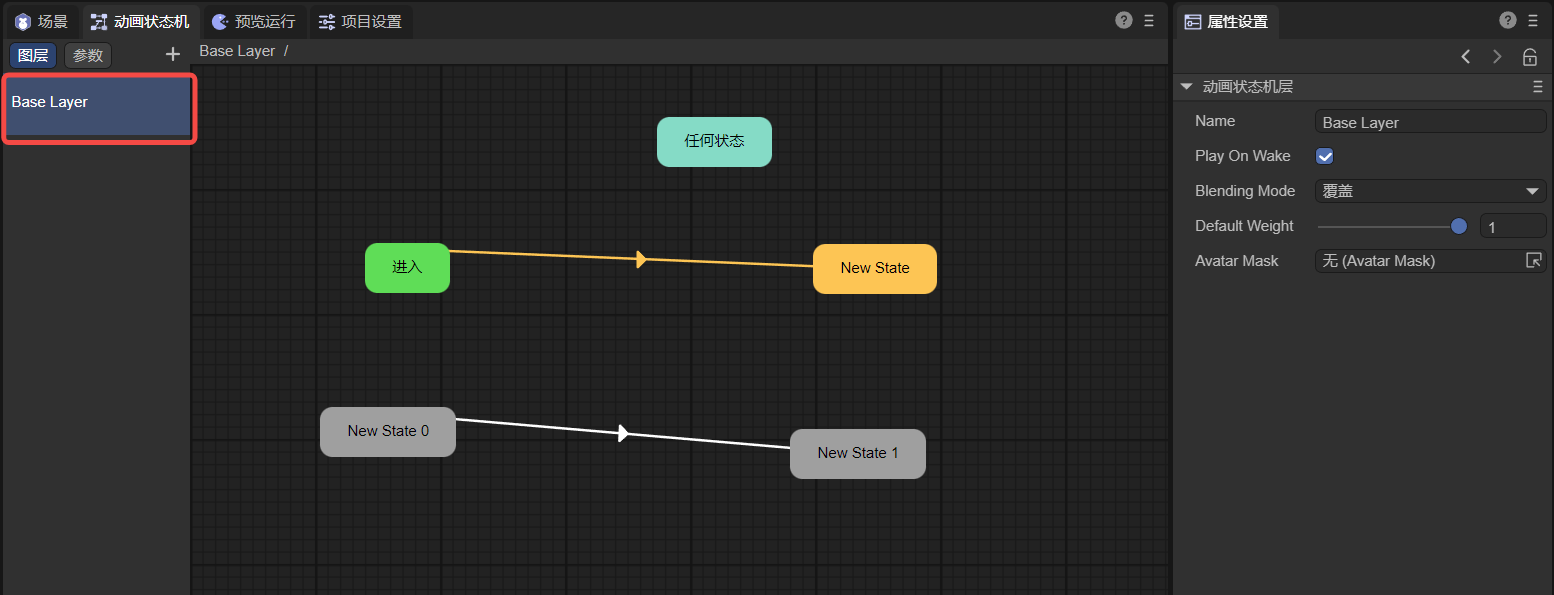 场景 动画状态机 预览运行 项目设置 ?
图层 参数 +
Base Layer /
Base Layer
任何状态
进入
New State
New State 0
New State 1
属性设置 ?
动画状态机层
Name Base Layer
Play On Wake
Blending Mode 覆盖
Default Weight 1
Avatar Mask 无 (Avatar Mask)